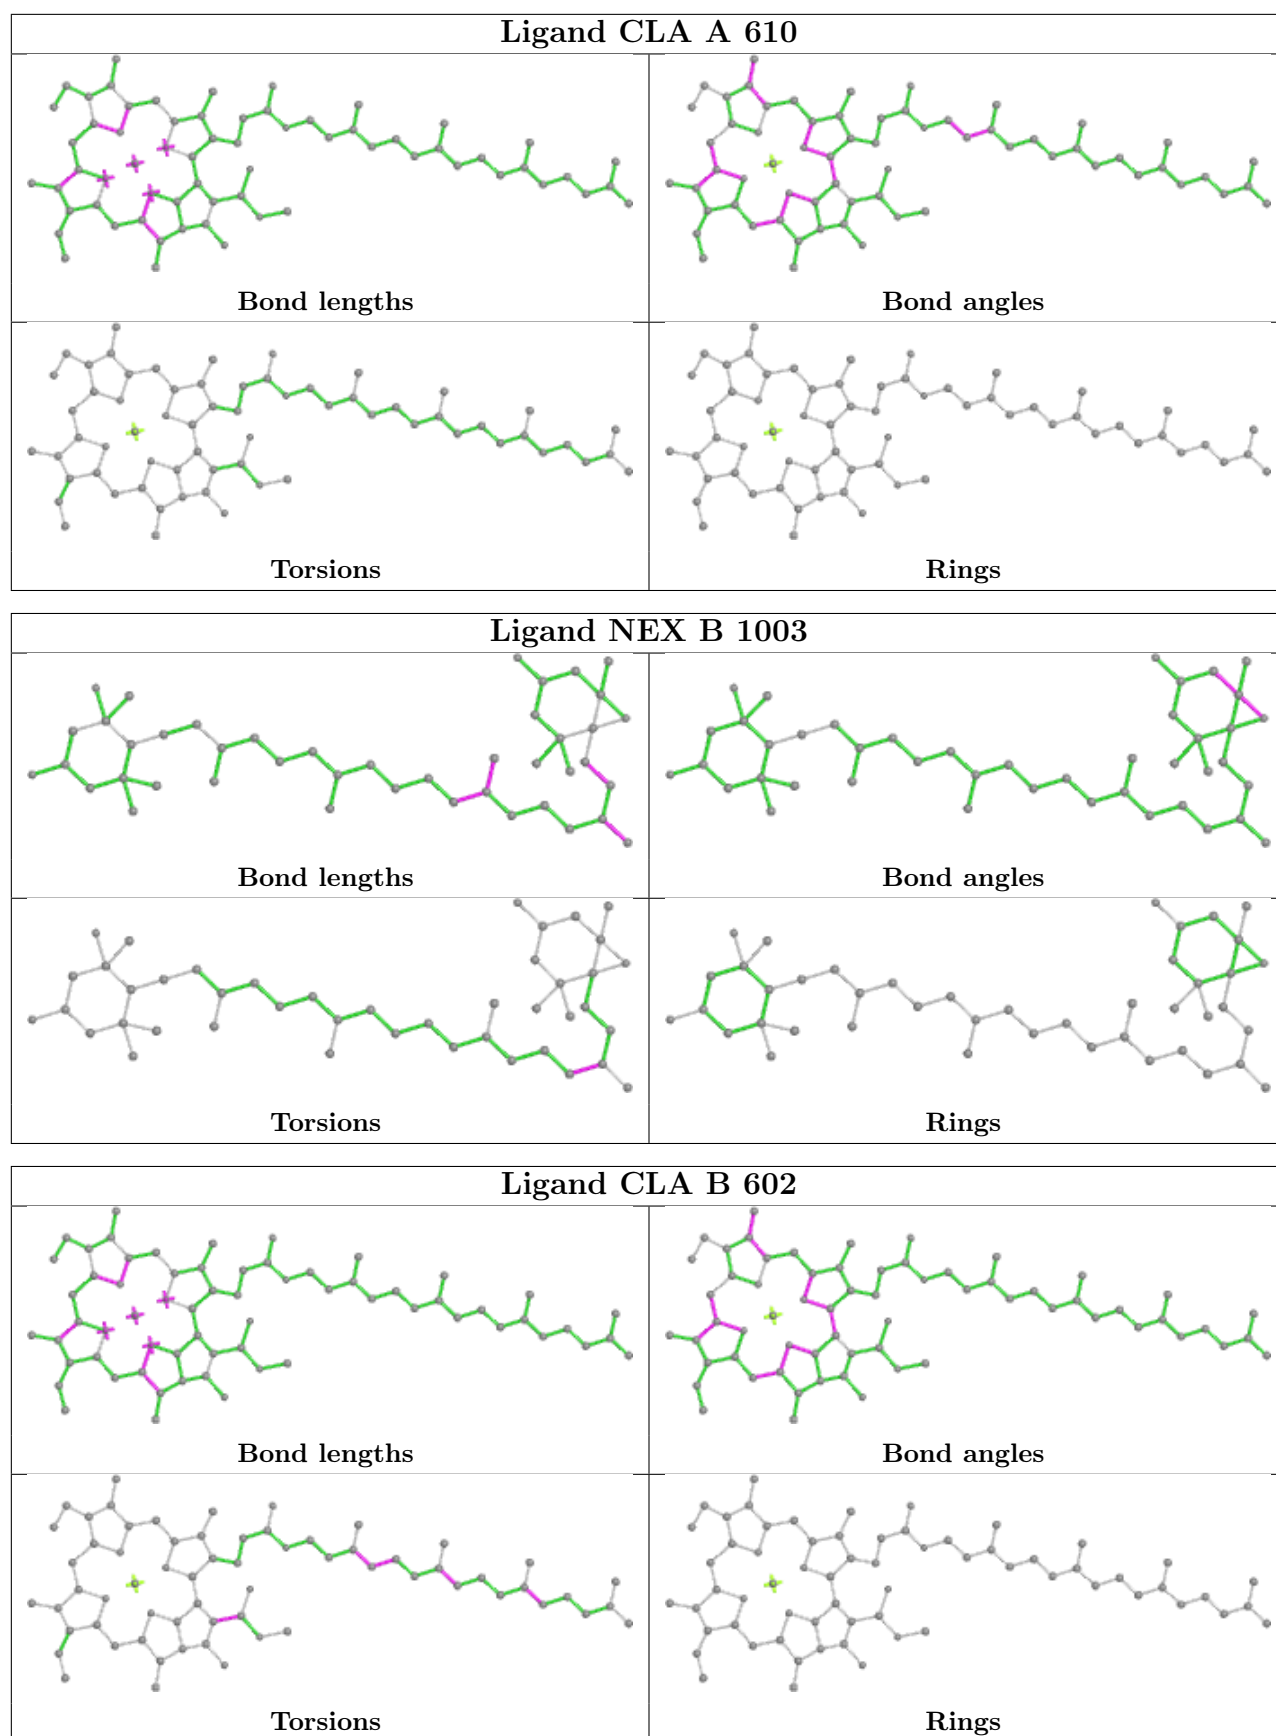 Ligand CLA A 610
Bond lengths
Bond angles
Torsions
Rings
Ligand NEX B 1003
Bond lengths
Bond angles
Torsions
Rings
Ligand CLA B 602
Bond lengths
Bond angles
Torsions
Rings